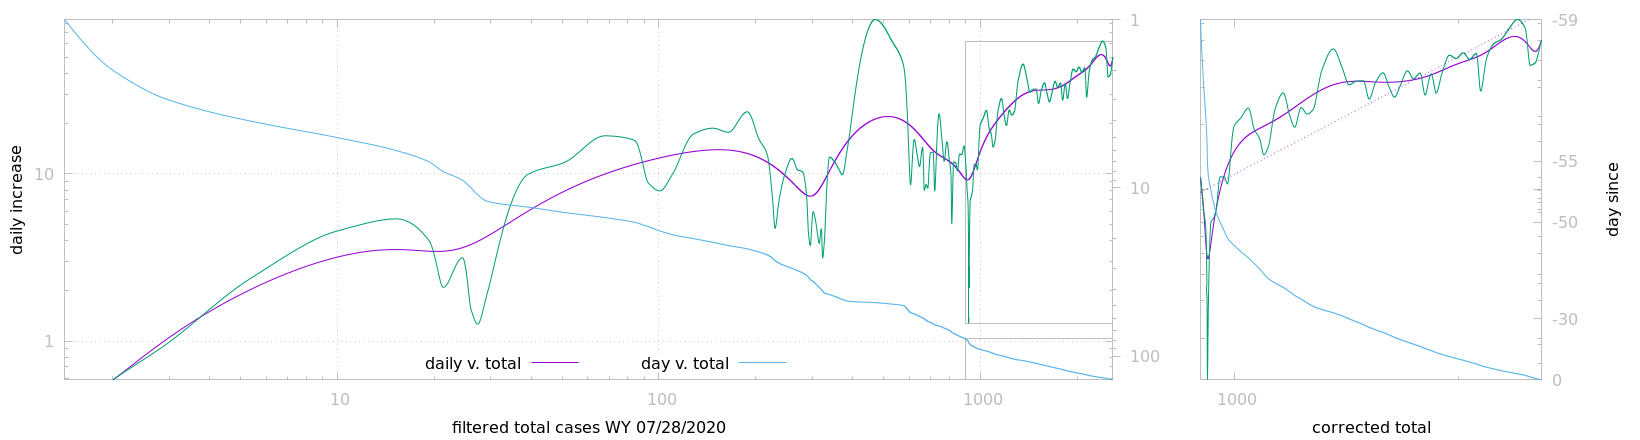 daily increase
10
1
daily v. total
day v. total
10
100
1000
filtered total cases WY 07/28/2020
1
10
100
1000
corrected total
-59
-55
-50
-30
0
day since